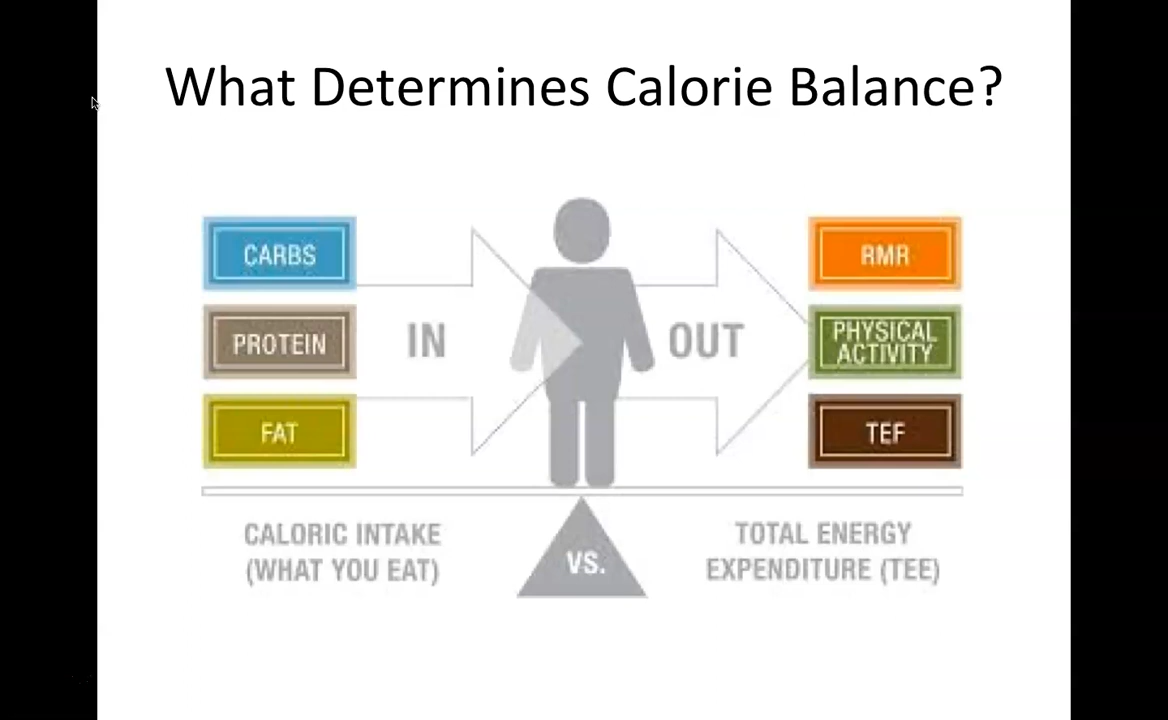 What Determines Calorie Balance?
CARBS
PROTEIN
FAT
IN
OUT
RMR
PHYSICAL
ACTIVITY
TEF
CALORIC INTAKE
(WHAT YOU EAT)
VS.
TOTAL ENERGY
EXPENDITURE (TEE)